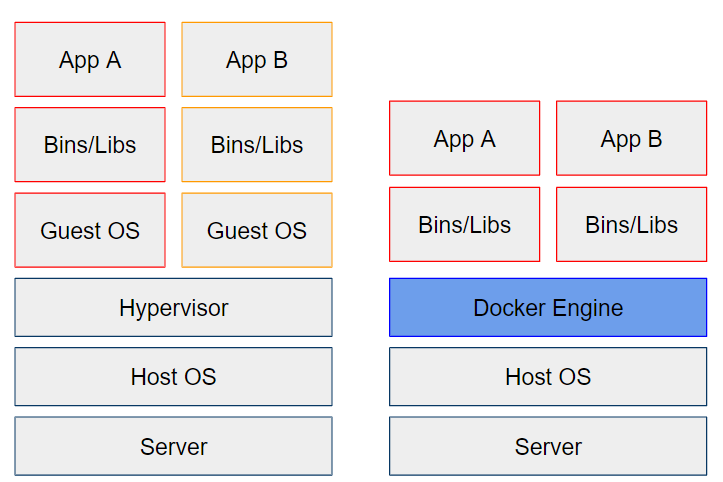 App A
App B
Bins/Libs
Bins/Libs
Guest OS
Guest OS
Hypervisor
Host OS
Server
App A
App B
Bins/Libs
Bins/Libs
Docker Engine
Host OS
Server